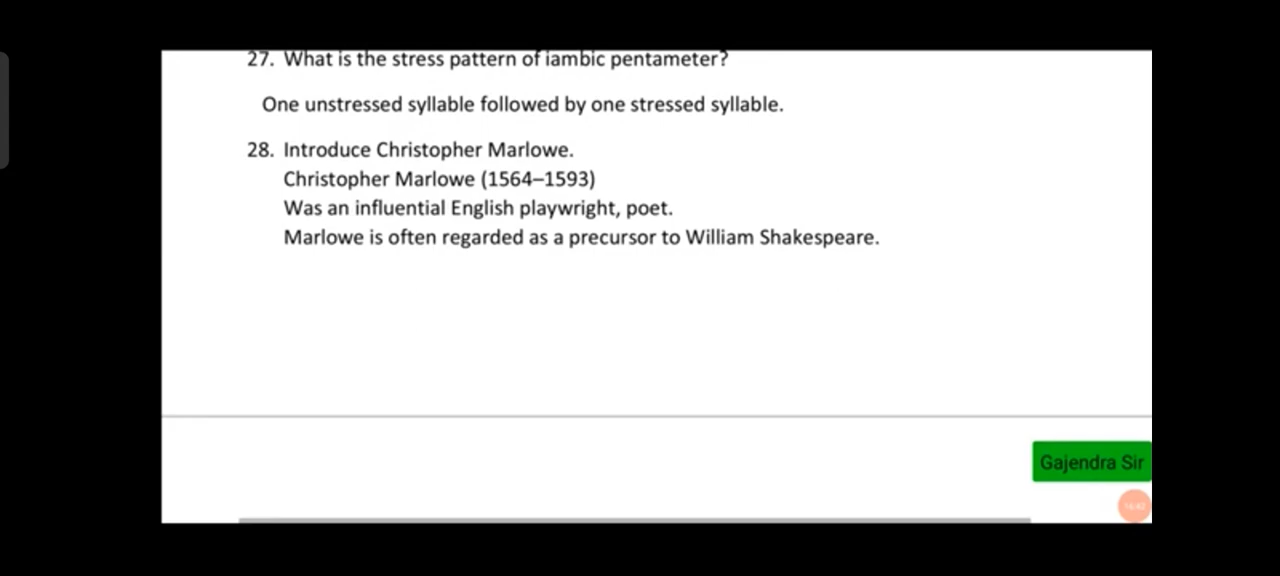 27. What is the stress pattern of iambic pentameter?
One unstressed syllable followed by one stressed syllable.
28. Introduce Christopher Marlowe.
Christopher Marlowe (1564–1593)
Was an influential English playwright, poet.
Marlowe is often regarded as a precursor to William Shakespeare.
Gajendra Sir